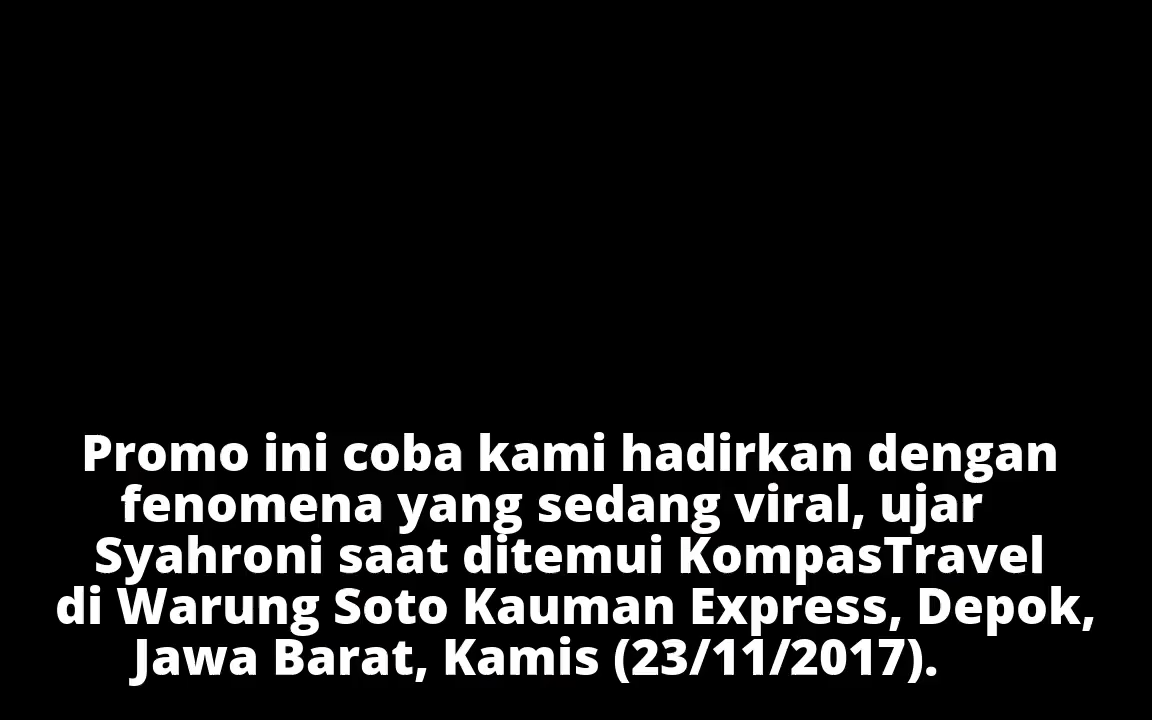 Promo ini coba kami hadirkan dengan
fenomena yang sedang viral, ujar
Syahroni saat ditemui KompasTravel
di Warung Soto Kauman Express, Depok,
Jawa Barat, Kamis (23/11/2017).